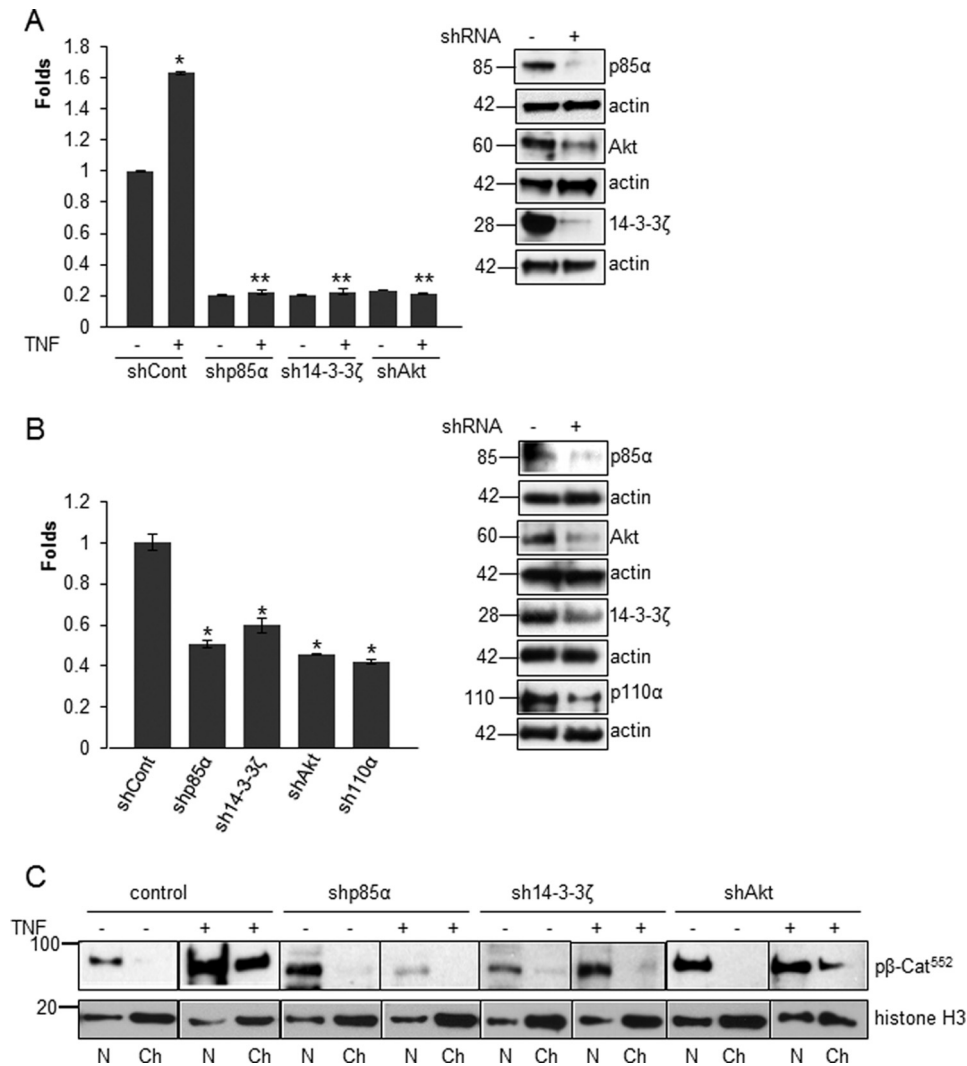 A
Folds
1.8
1.6
1.4
1.2
1
0.8
0.6
0.4
0.2
0
*
** ** **
TNF - + - + - + - +
shCont shp85α sh14-3-3ζ shAkt
shRNA - +
85 p85α
42 actin
60 Akt
42 actin
28 14-3-3ζ
42 actin
B
Folds
1.2
1
0.8
0.6
0.4
0.2
0
* * * *
shCont shp85α sh14-3-3ζ shAkt sh110α
shRNA - +
85 p85α
42 actin
60 Akt
42 actin
28 14-3-3ζ
42 actin
110 p110α
42 actin
C
control shp85α sh14-3-3ζ shAkt
TNF - - + + - - + + - - + + - - + +
100 pβ-Cat⁵⁵²
20 histone H3
N Ch N Ch N Ch N Ch N Ch N Ch N Ch N Ch